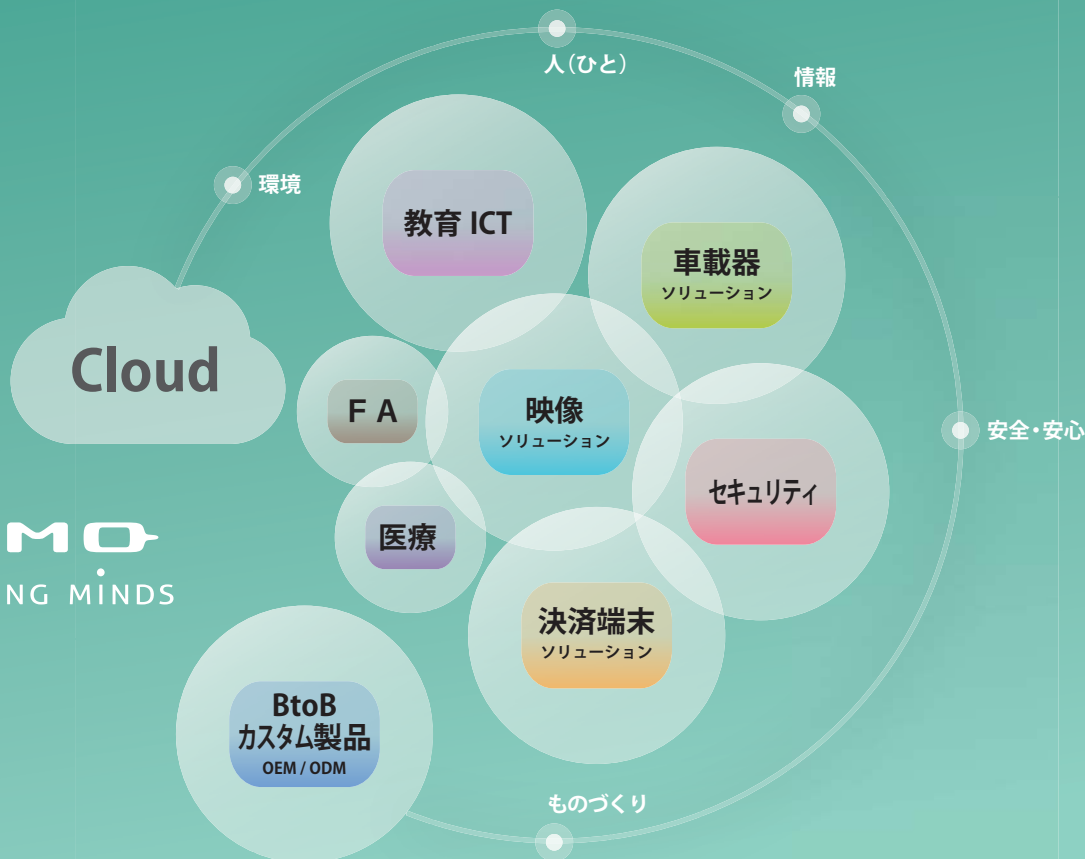 人(ひと)
情報
環境
教育 ICT
車載器
ソリューション
Cloud
F A
映像
ソリューション
安全・安心
セキュリティ
医療
MO
NG MINDS
決済端末
ソリューション
BtoB
カスタム製品
OEM / ODM
ものづくり